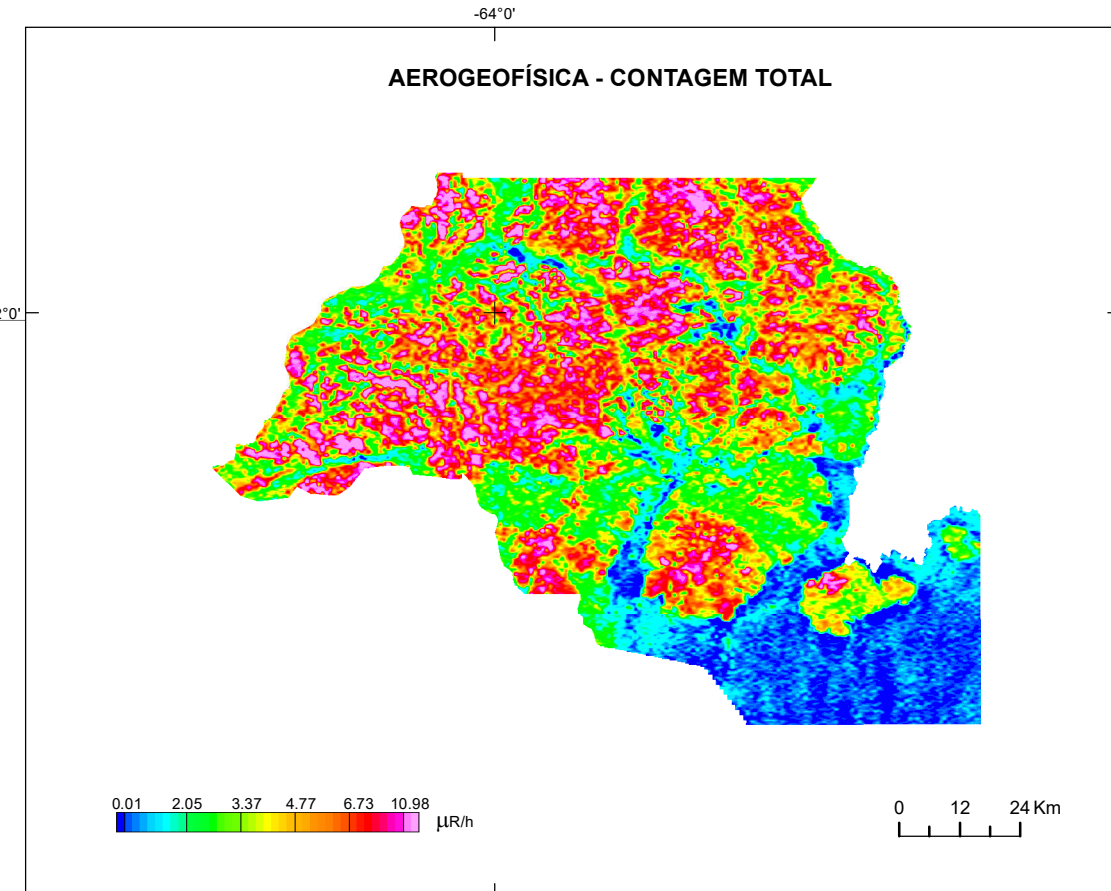 -64°0'
AEROGEOFÍSICA - CONTAGEM TOTAL
2°0'
0.01 2.05 3.37 4.77 6.73 10.98
µR/h
0 12 24 Km